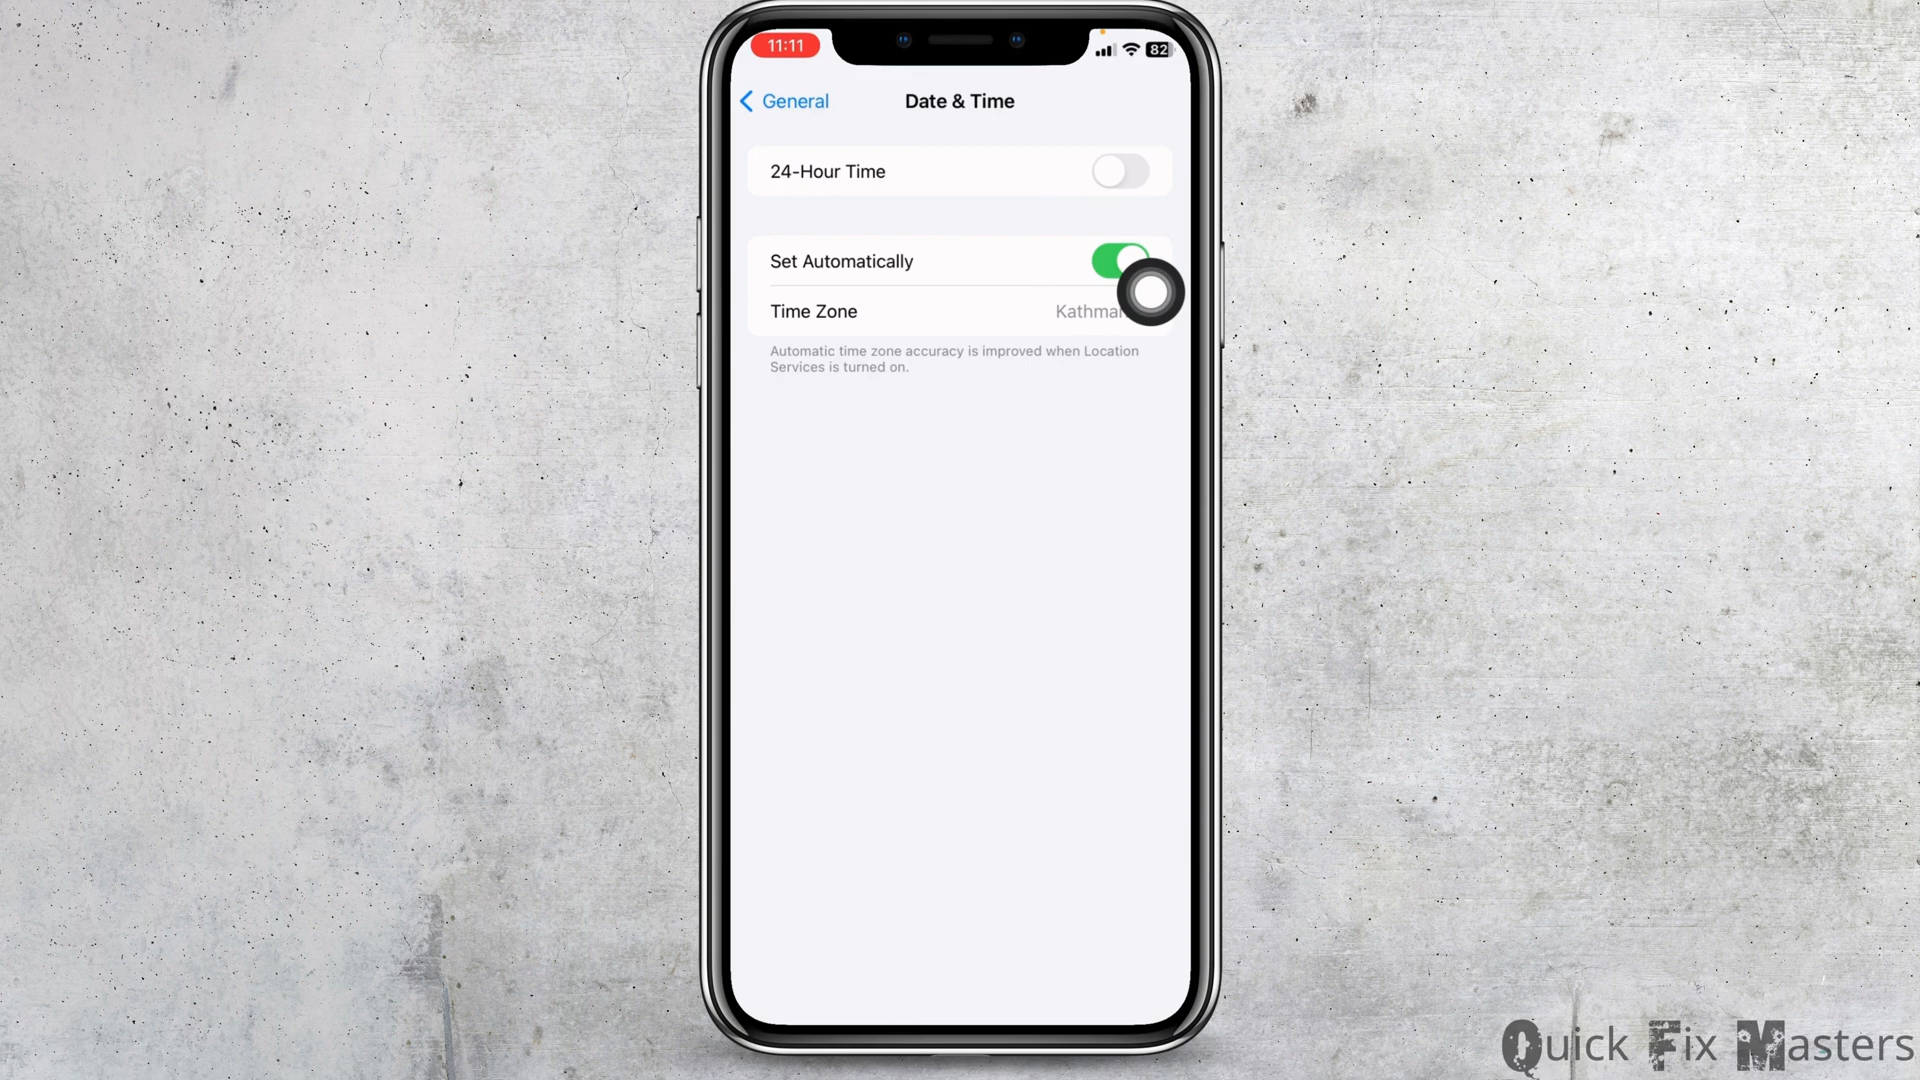 11:11
82
General
Date & Time
24-Hour Time
Set Automatically
Time Zone
Automatic time zone accuracy is improved when Location
Services is turned on.
Quick Fix Masters